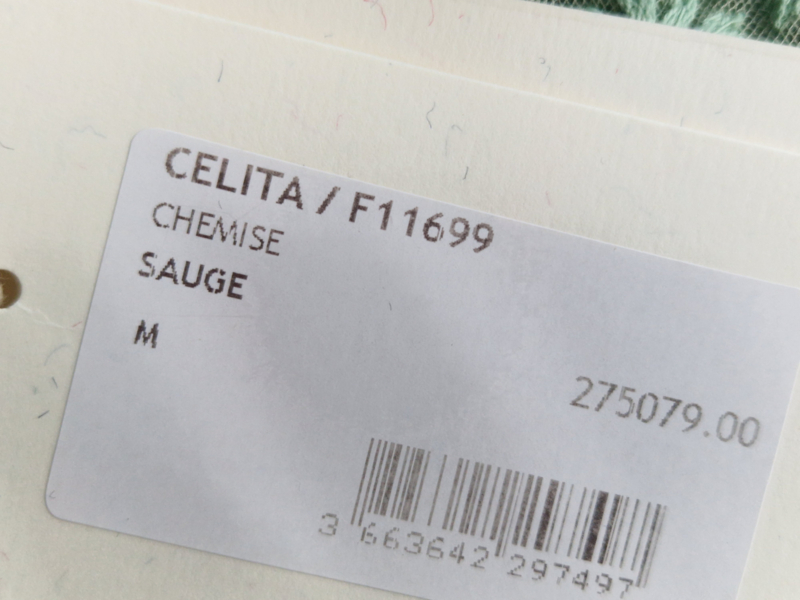 CELITA / F11699
CHEMISE
SAUGE
M
275079.00
3 663642 297497